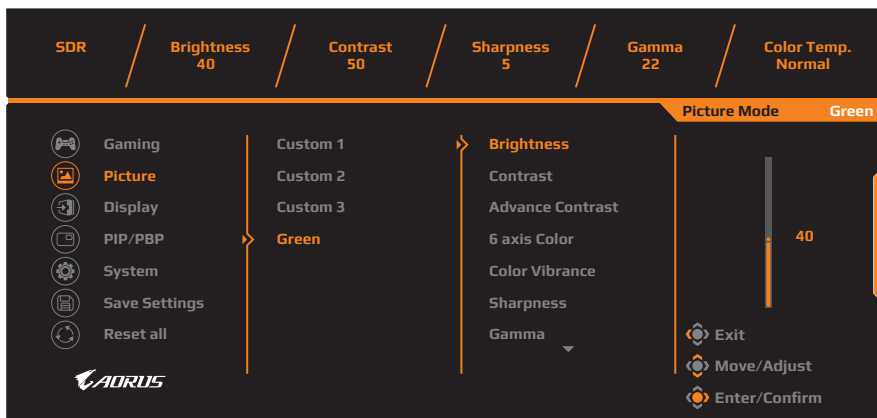 SDR
Brightness
40
Contrast
50
Sharpness
5
Gamma
22
Color Temp.
Normal
Picture Mode Green
Gaming
Picture
Display
PIP/PBP
System
Save Settings
Reset all
Custom 1
Custom 2
Custom 3
Green
Brightness
Contrast
Advance Contrast
6 axis Color
Color Vibrance
Sharpness
Gamma
40
Exit
Move/Adjust
Enter/Confirm
AORUS